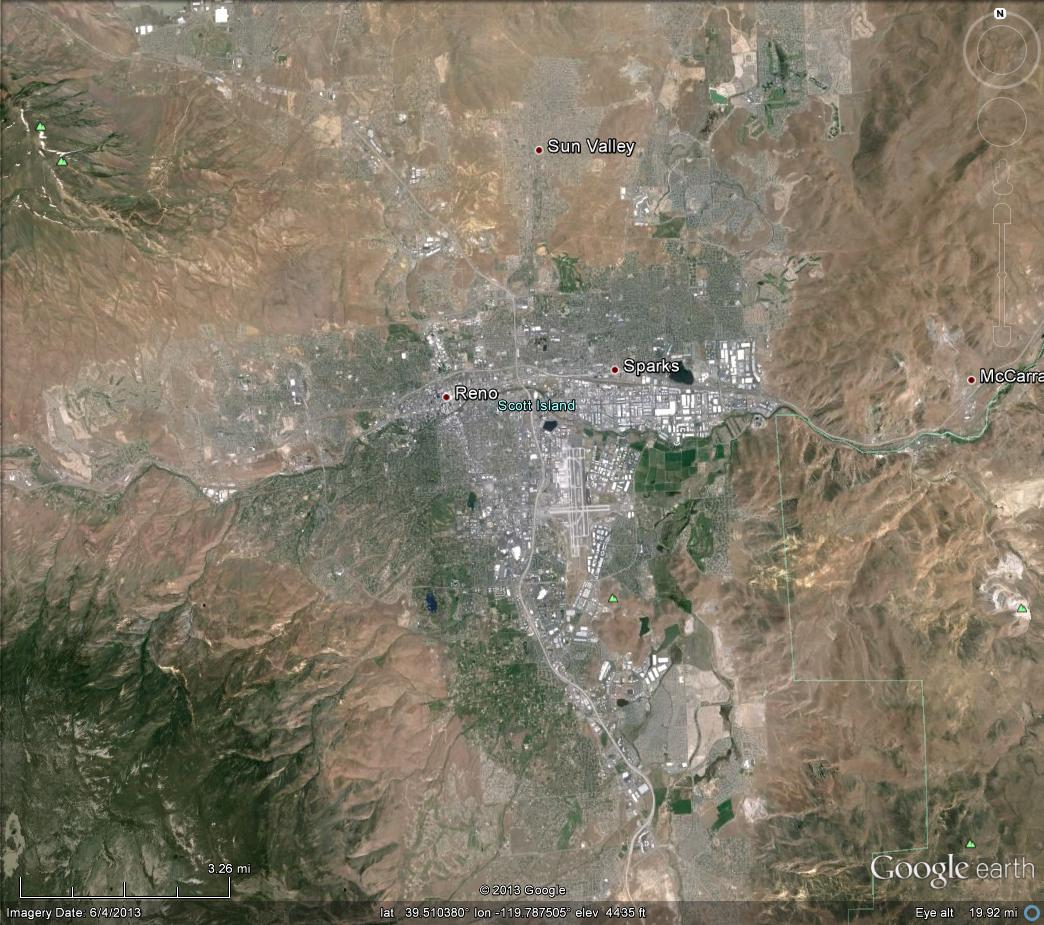 N
Sun Valley
Sparks
McCarra
Reno
Scott Island
3.26 mi
Google earth
© 2013 Google
Imagery Date: 6/4/2013
lat 39.510380° lon -119.787505° elev 4435 ft
Eye alt 19.92 mi